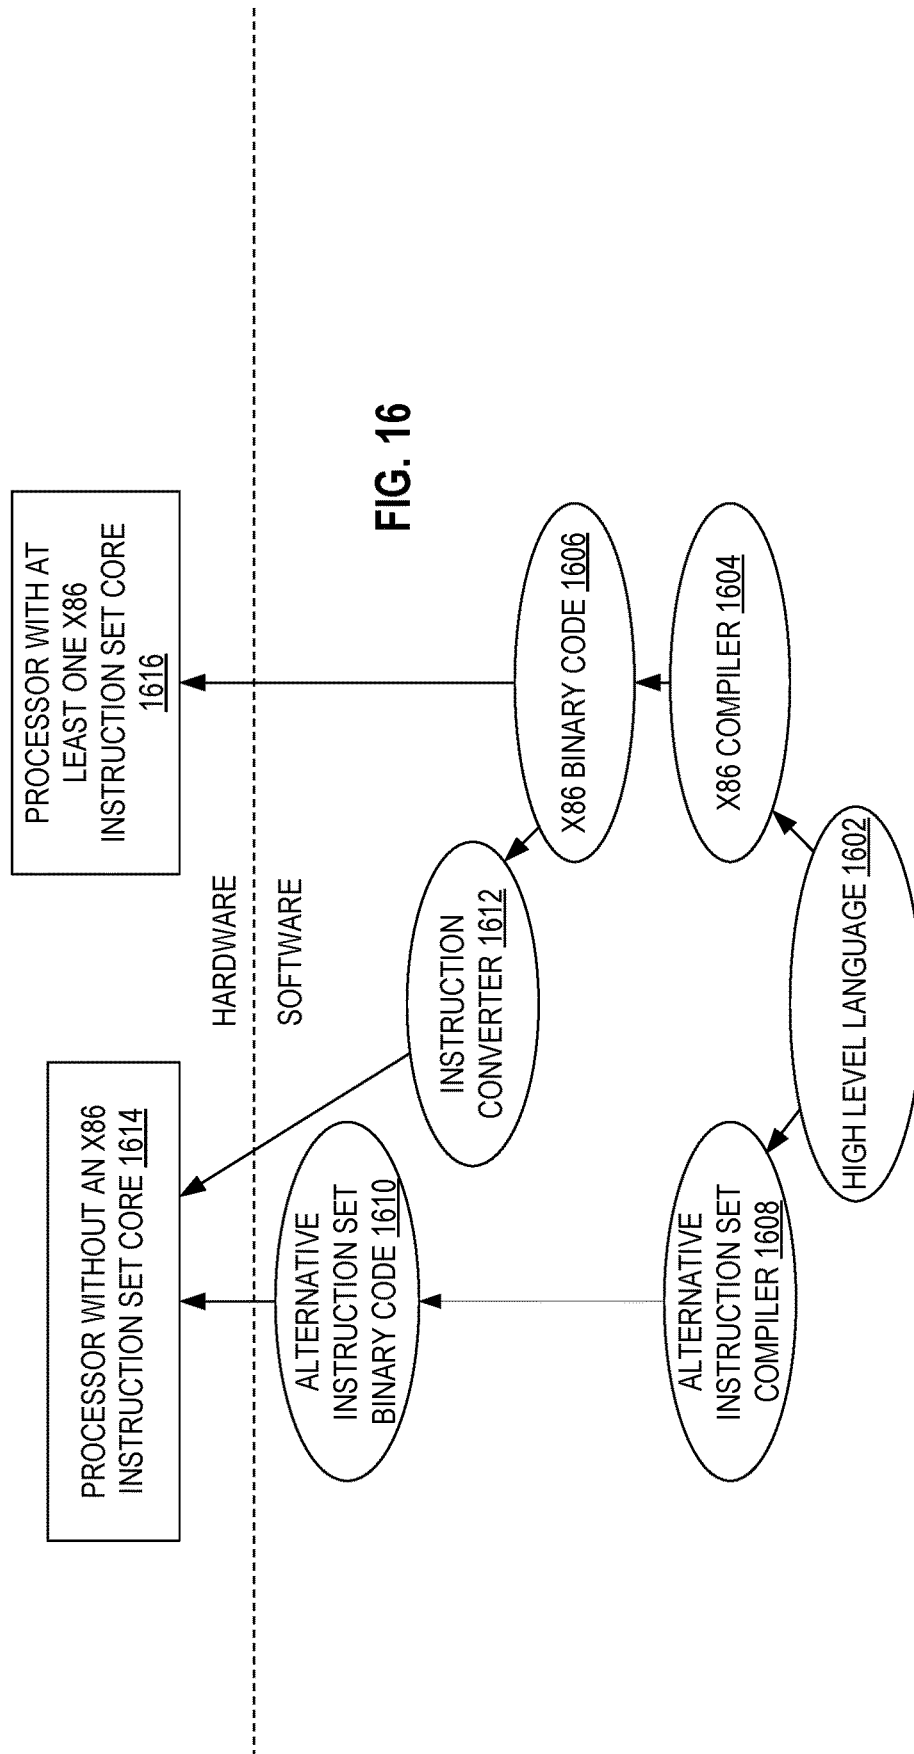 PROCESSOR WITHOUT AN X86
INSTRUCTION SET CORE 1614
PROCESSOR WITH AT
LEAST ONE X86
INSTRUCTION SET CORE
1616
HARDWARE
SOFTWARE
ALTERNATIVE
INSTRUCTION SET
BINARY CODE 1610
INSTRUCTION
CONVERTER 1612
FIG. 16
X86 BINARY CODE 1606
ALTERNATIVE
INSTRUCTION SET
COMPILER 1608
X86 COMPILER 1604
HIGH LEVEL LANGUAGE 1602